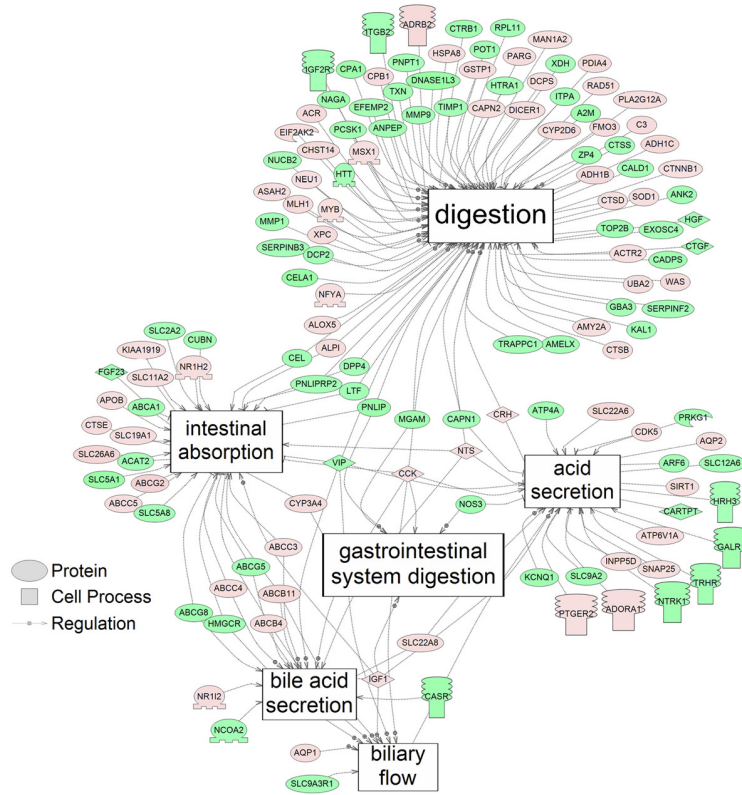 ITGB2
ADRB2
CTRB1
RPL11
IGF2R
CPA1
PNPT1
HSPA8
POT1
MAN1A2
CPB1
DNASE1L3
GSTP1
PARG
XDH
PDIA4
NAGA
TXN
HTRA1
DCPS
RAD51
ACR
EFEMP2
MMP9
TIMP1
CAPN2
DICER1
ITPA
PLA2G12A
EIF2AK2
PCSK1
ANPEP
A2M
C3
CHST14
MSX1
CYP2D6
FMO3
ADH1C
NUCB2
HTT
ZP4
CTSS
NEU1
ADH1B
CALD1
CTNNB1
ASAH2
MLH1
MYB
CTSD
SOD1
ANK2
MMP1
XPC
digestion
TOP2B
EXOSC4
HGF
SERPINB3
DCP2
ACTR2
CTGF
CADPS
CELA1
NFYA
UBA2
WAS
GBA3
SERPINF2
ALOX5
AMY2A
KAL1
SLC2A2
ALPI
TRAPPC1
AMELX
CTSB
KIAA1919
CUBN
CEL
DPP4
FGF23
SLC11A2
NR1H2
PNLIPRP2
LTF
APOB
ABCA1
PNLIP
MGAM
CAPN1
CRH
ATP4A
SLC22A6
PRKG1
CTSE
SLC19A1
intestinal
absorption
CDK5
AQP2
SLC26A6
ACAT2
VIP
CCK
NTS
acid
secretion
ARF6
SLC12A6
SLC5A1
ABCG2
SIRT1
HRH3
ABCC5
SLC5A8
CYP3A4
NOS3
CARTPT
ABCC3
gastrointestinal
system digestion
ATP6V1A
GALR
Protein
ABCG5
INPP5D
SNAP25
Cell Process
ABCC4
ABCB11
KCNQ1
SLC9A2
TRHR
Regulation
ABCG8
HMGCR
ABCB4
PTGER2
ADORA1
NTRK1
SLC22A8
NR1I2
bile acid
secretion
IGF1
CASR
NCOA2
AQP1
biliary
flow
SLC9A3R1